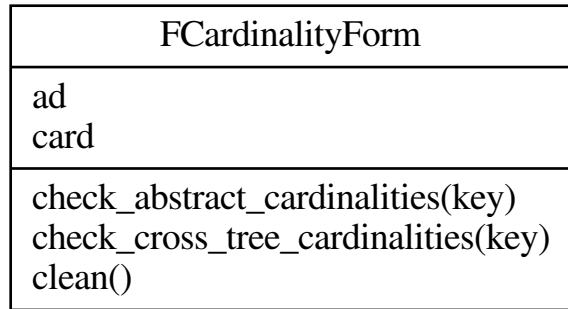 FCardinalityForm
ad
card
check_abstract_cardinalities(key)
check_cross_tree_cardinalities(key)
clean()